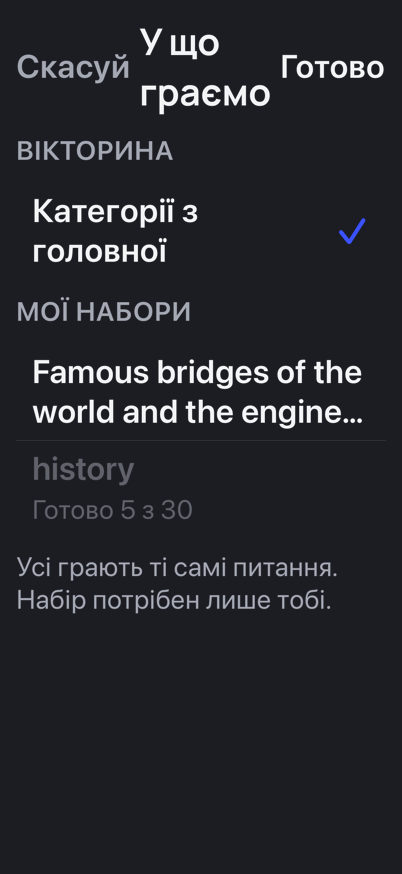 Скасуй
У що
граємо
Готово
ВІКТОРИНА
Категорії з
головної
МОЇ НАБОРИ
Famous bridges of the
world and the engine…
history
Готово 5 з 30
Усі грають ті самі питання.
Набір потрібен лише тобі.